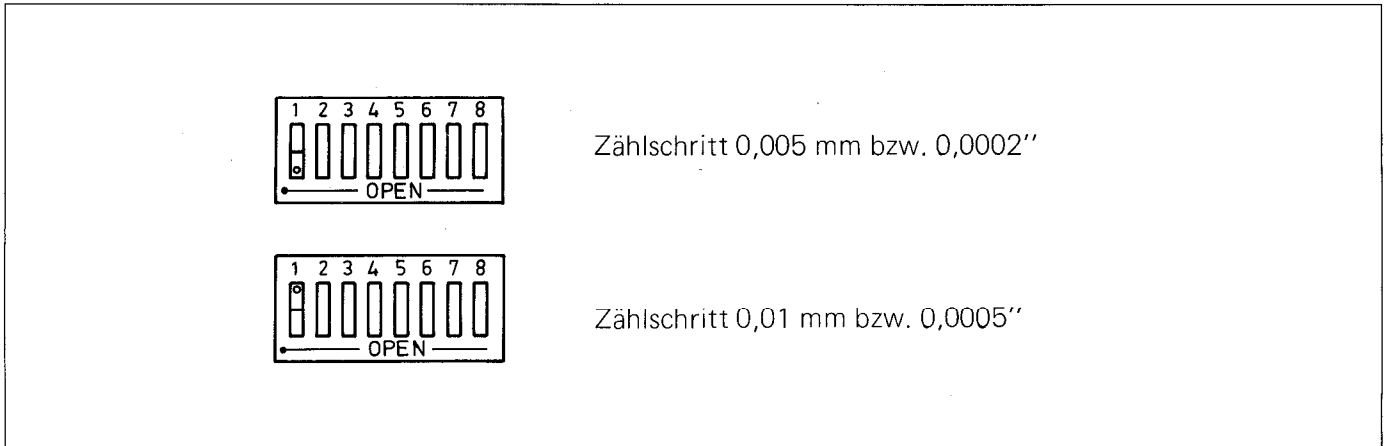 1 2 3 4 5 6 7 8
OPEN
Zählschritt 0,005 mm bzw. 0,0002''
1 2 3 4 5 6 7 8
OPEN
Zählschritt 0,01 mm bzw. 0,0005''